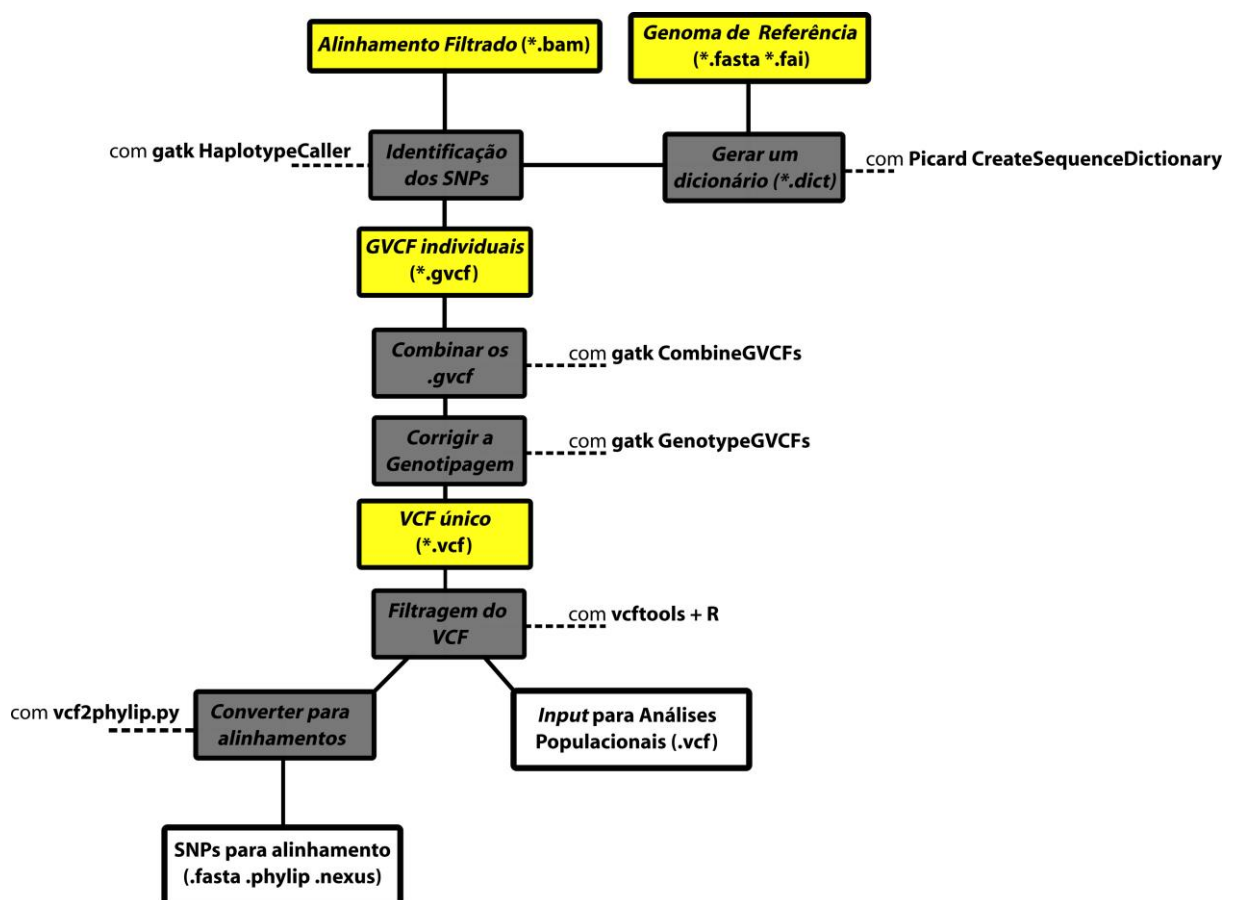 Alinhamento Filtrado (*.bam)
Genoma de Referência
(*.fasta *.fai)
com gatk HaplotypeCaller
Identificação
dos SNPs
Gerar um
dicionário (*.dict)
com Picard CreateSequenceDictionary
GVCF individuais
(*.gvcf)
Combinar os
.gvcf
com gatk CombineGVCFs
Corrigir a
Genotipagem
com gatk GenotypeGVCFs
VCF único
(*.vcf)
Filtragem do
VCF
com vcftools + R
com vcf2phylip.py
Converter para
alinhamentos
Input para Análises
Populacionais (.vcf)
SNPs para alinhamento
(.fasta .phylip .nexus)